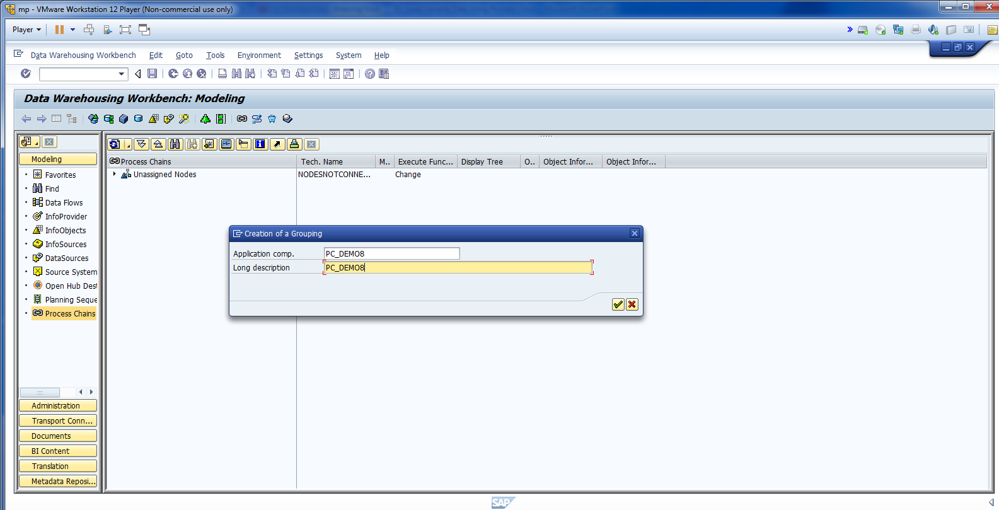 mp - VMware Workstation 12 Player (Non-commercial use only)
Player
Data Warehousing Workbench Edit Goto Tools Environment Settings System Help
Data Warehousing Workbench: Modeling
Modeling
Favorites
Find
Data Flows
InfoProvider
InfoObjects
InfoSources
DataSources
Source System
Open Hub Dest
Planning Seque
Process Chains
Administration
Transport Conn...
Documents
BI Content
Translation
Metadata Reposi...
Process Chains Tech. Name M.. Execute Func... Display Tree O.. Object Infor... Object Infor...
Unassigned Nodes NODESNOTCONNE... Change
Creation of a Grouping
Application comp. PC_DEMO8
Long description PC_DEMO8
SAP